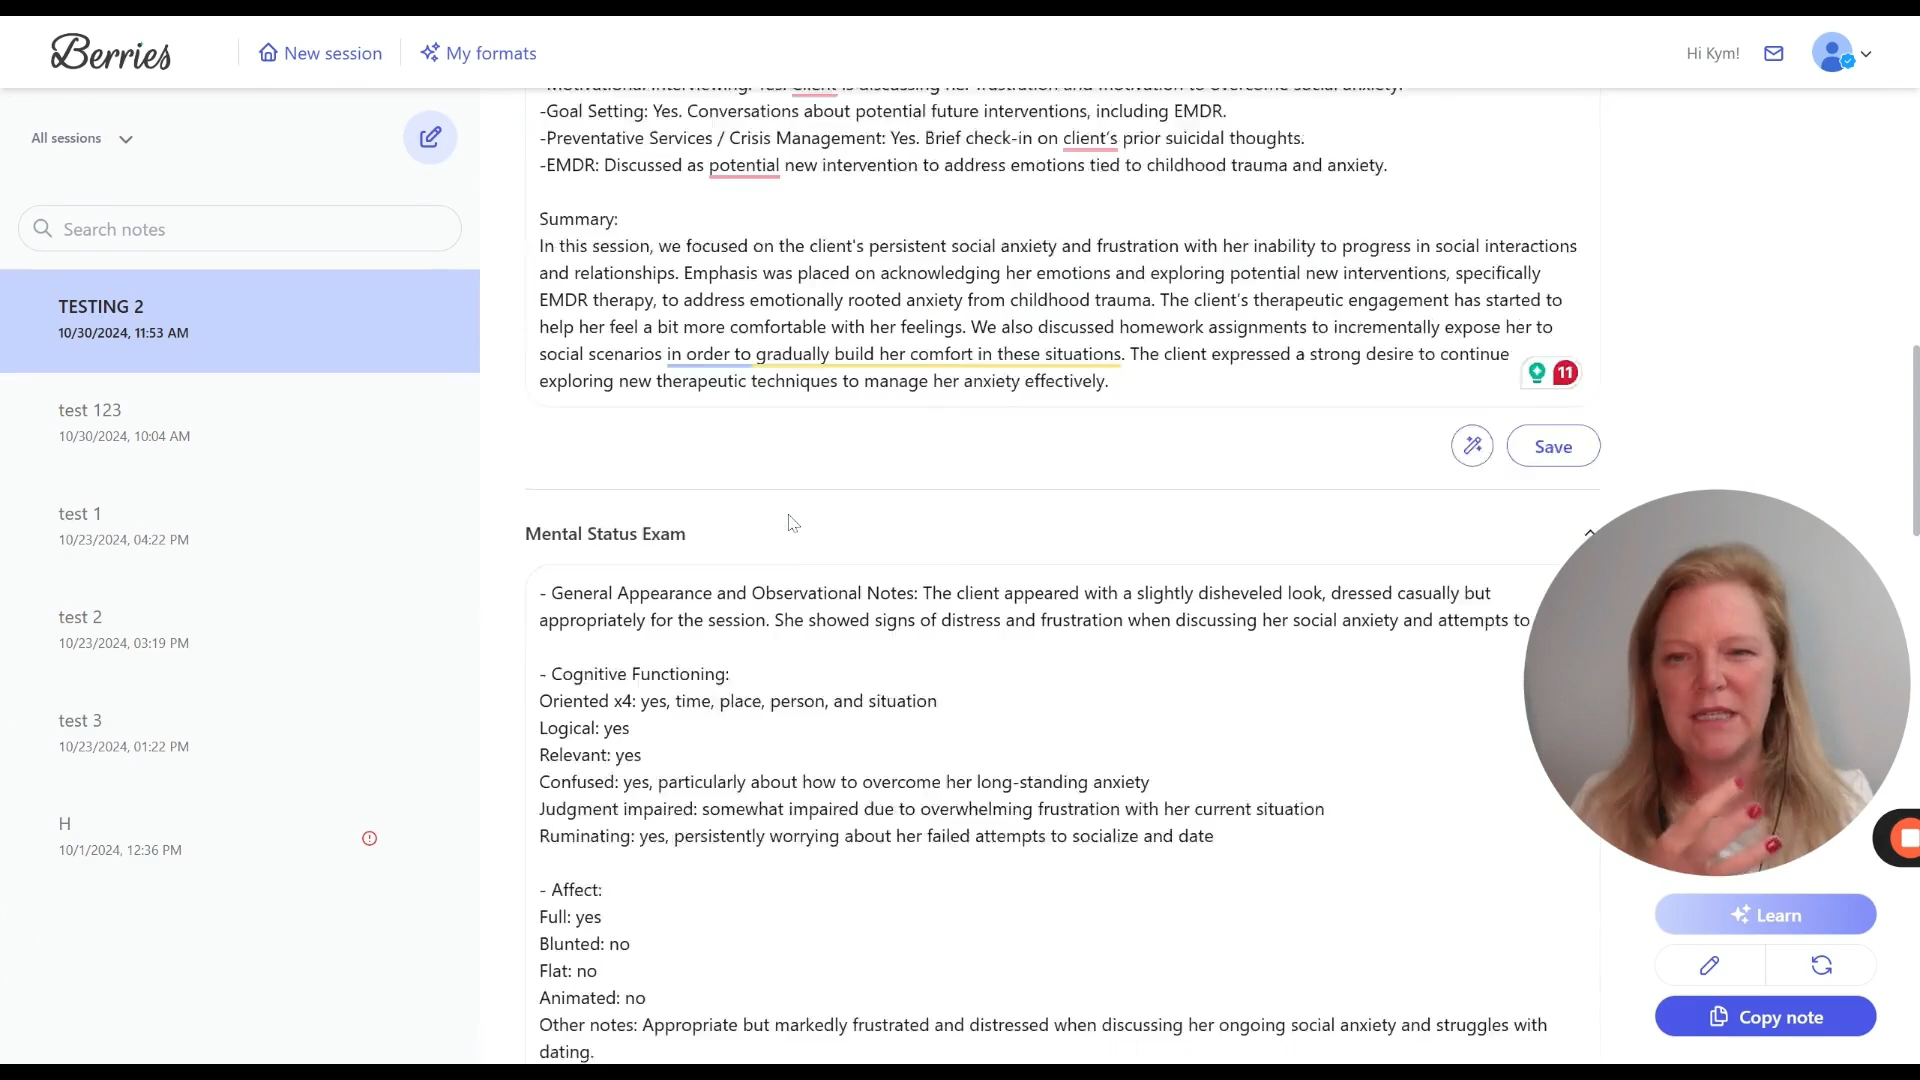 Berries
New session
My formats
Hi Kym!
All sessions
Search notes
TESTING 2
10/30/2024, 11:53 AM
test 123
10/30/2024, 10:04 AM
test 1
10/23/2024, 04:22 PM
test 2
10/23/2024, 03:19 PM
test 3
10/23/2024, 01:22 PM
H
10/1/2024, 12:36 PM
-Motivational Interviewing: Yes. Client is discussing her frustration and motivation to overcome social anxiety.
-Goal Setting: Yes. Conversations about potential future interventions, including EMDR.
-Preventative Services / Crisis Management: Yes. Brief check-in on client’s prior suicidal thoughts.
-EMDR: Discussed as potential new intervention to address emotions tied to childhood trauma and anxiety.
Summary:
In this session, we focused on the client's persistent social anxiety and frustration with her inability to progress in social interactions
and relationships. Emphasis was placed on acknowledging her emotions and exploring potential new interventions, specifically
EMDR therapy, to address emotionally rooted anxiety from childhood trauma. The client’s therapeutic engagement has started to
help her feel a bit more comfortable with her feelings. We also discussed homework assignments to incrementally expose her to
social scenarios in order to gradually build her comfort in these situations. The client expressed a strong desire to continue
exploring new therapeutic techniques to manage her anxiety effectively.
11
Save
Mental Status Exam
- General Appearance and Observational Notes: The client appeared with a slightly disheveled look, dressed casually but
appropriately for the session. She showed signs of distress and frustration when discussing her social anxiety and attempts to
- Cognitive Functioning:
Oriented x4: yes, time, place, person, and situation
Logical: yes
Relevant: yes
Confused: yes, particularly about how to overcome her long-standing anxiety
Judgment impaired: somewhat impaired due to overwhelming frustration with her current situation
Ruminating: yes, persistently worrying about her failed attempts to socialize and date
- Affect:
Full: yes
Blunted: no
Flat: no
Animated: no
Other notes: Appropriate but markedly frustrated and distressed when discussing her ongoing social anxiety and struggles with
dating.
Learn
Copy note